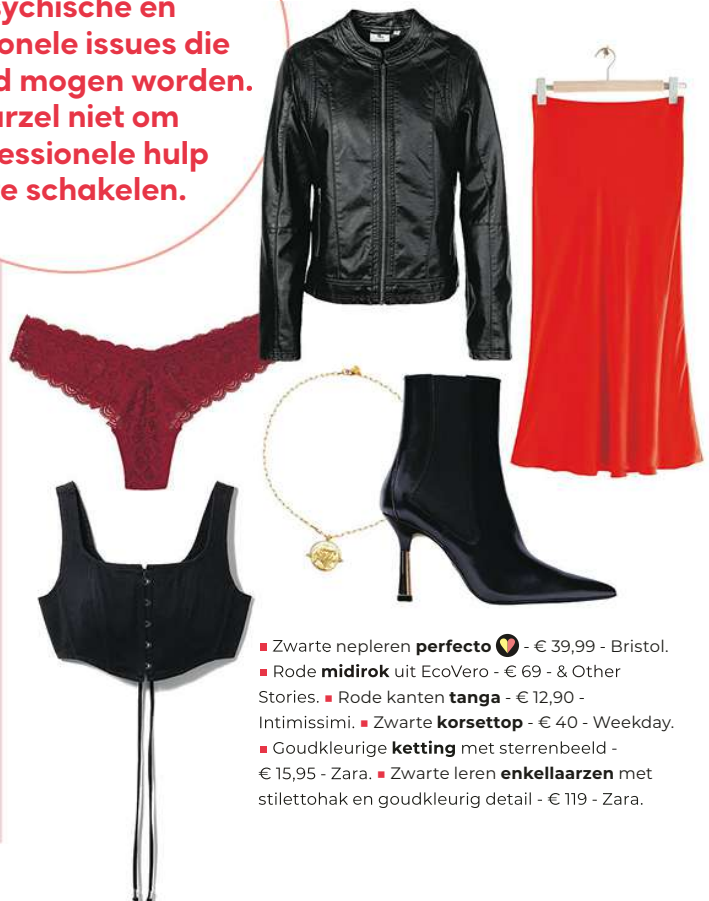 ychische en
onele issues die
d mogen worden.
rzel niet om
essionele hulp
e schakelen.
■ Zwarte nepleren perfecto - € 39,99 - Bristol.
■ Rode midirok uit EcoVero - € 69 - & Other
Stories. ■ Rode kanten tanga - € 12,90 -
Intimissimi. ■ Zwarte korsettop - € 40 - Weekday.
■ Goudkleurige ketting met sterrenbeeld -
€ 15,95 - Zara. ■ Zwarte leren enkellaarzen met
stilettohak en goudkleurig detail - € 119 - Zara.